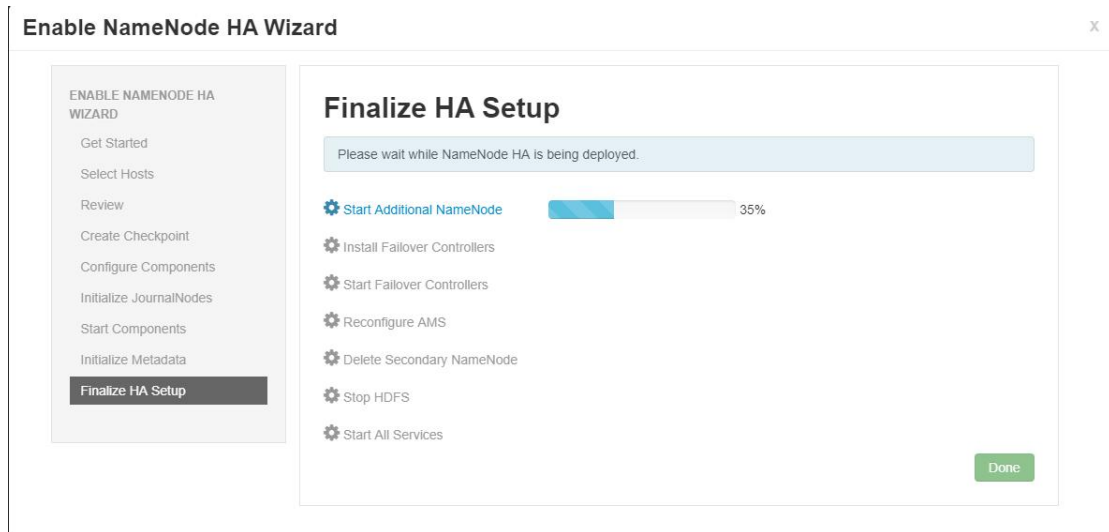 Enable NameNode HA Wizard
x
ENABLE NAMENODE HA
WIZARD
Get Started
Select Hosts
Review
Create Checkpoint
Configure Components
Initialize JournalNodes
Start Components
Initialize Metadata
Finalize HA Setup
Finalize HA Setup
Please wait while NameNode HA is being deployed.
Start Additional NameNode 35%
Install Failover Controllers
Start Failover Controllers
Reconfigure AMS
Delete Secondary NameNode
Stop HDFS
Start All Services
Done